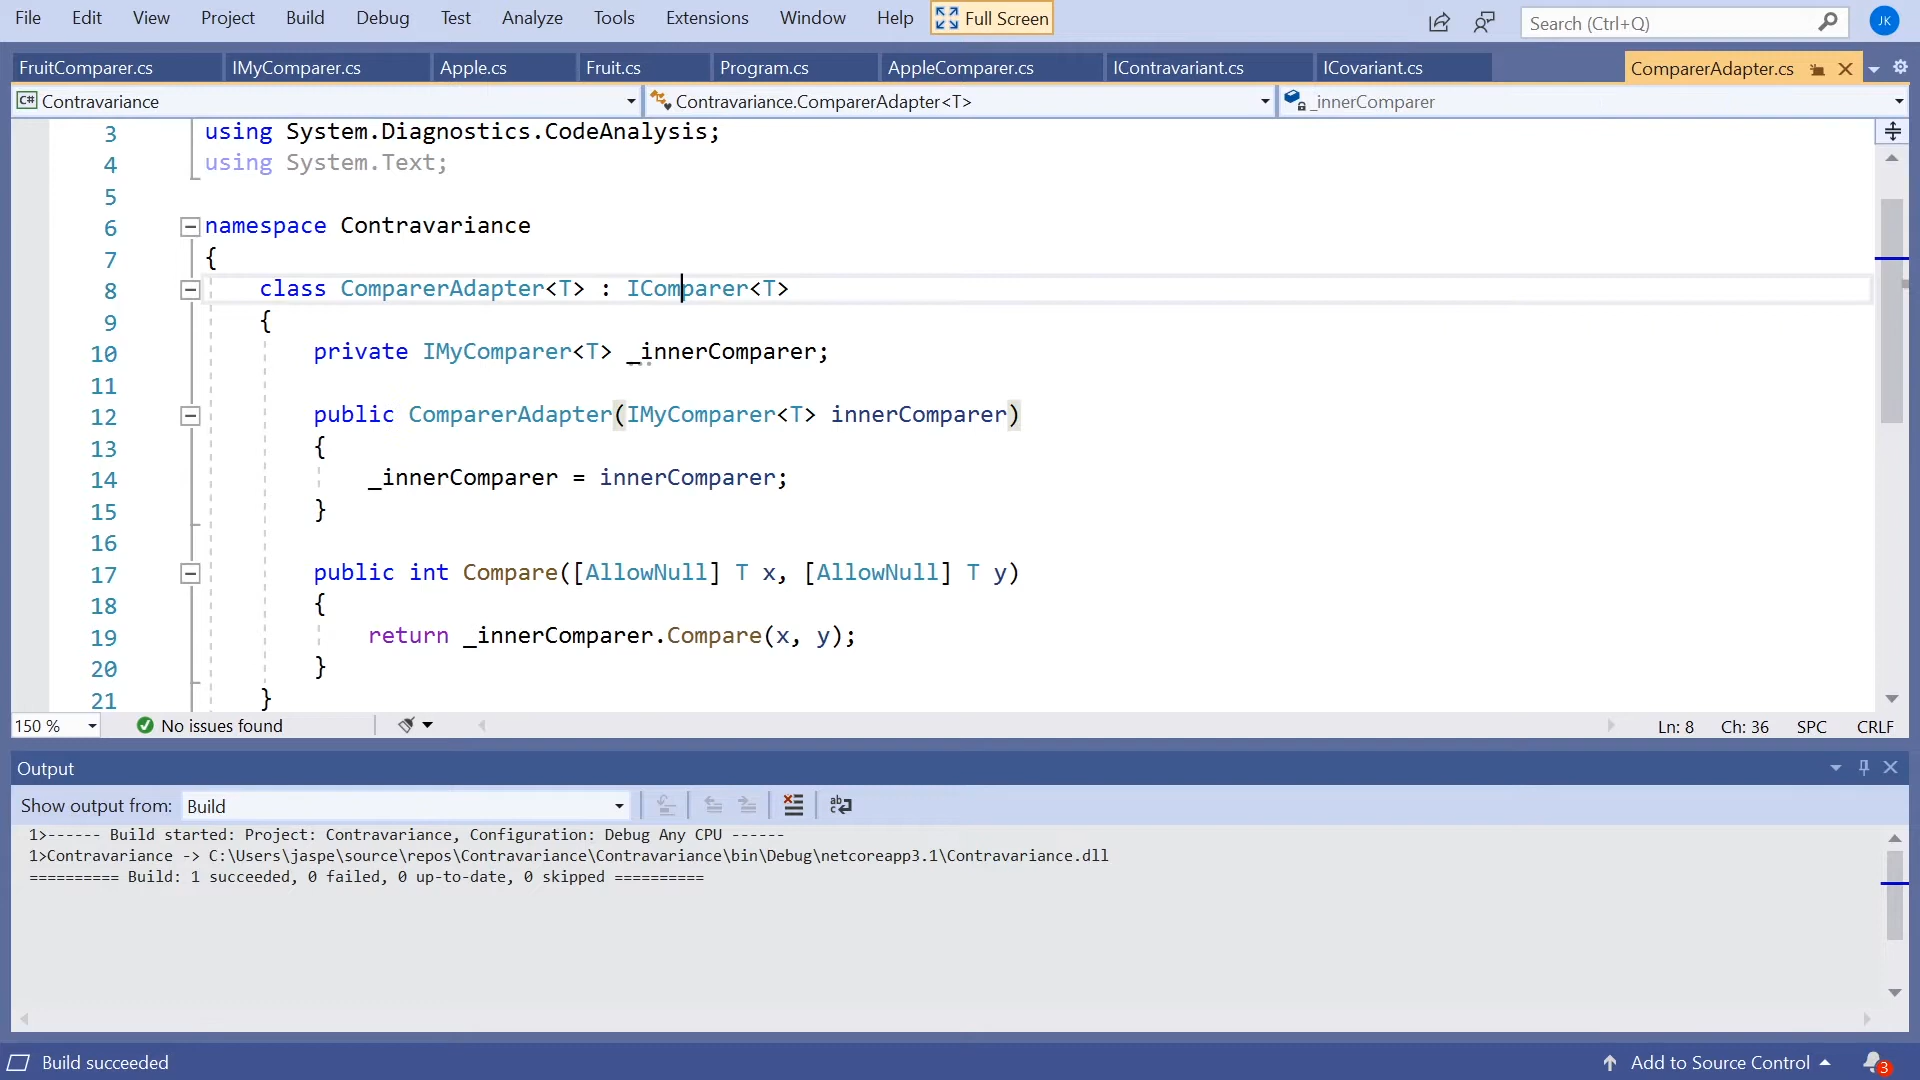 File Edit View Project Build Debug Test Analyze Tools Extensions Window Help Full Screen Search (Ctrl+Q) JK
FruitComparer.cs IMyComparer.cs Apple.cs Fruit.cs Program.cs AppleComparer.cs IContravariant.cs ICovariant.cs ComparerAdapter.cs
C# Contravariance Contravariance.ComparerAdapter<T> _innerComparer
3 using System.Diagnostics.CodeAnalysis;
4 using System.Text;
5
6 namespace Contravariance
7 {
8 class ComparerAdapter<T> : IComparer<T>
9 {
10 private IMyComparer<T> _innerComparer;
11
12 public ComparerAdapter(IMyComparer<T> innerComparer)
13 {
14 _innerComparer = innerComparer;
15 }
16
17 public int Compare([AllowNull] T x, [AllowNull] T y)
18 {
19 return _innerComparer.Compare(x, y);
20 }
21 }
150 % No issues found Ln: 8 Ch: 36 SPC CRLF
Output
Show output from: Build
1>------ Build started: Project: Contravariance, Configuration: Debug Any CPU ------
1>Contravariance -> C:\Users\jaspe\source\repos\Contravariance\Contravariance\bin\Debug\netcoreapp3.1\Contravariance.dll
========== Build: 1 succeeded, 0 failed, 0 up-to-date, 0 skipped ==========
Build succeeded Add to Source Control 3